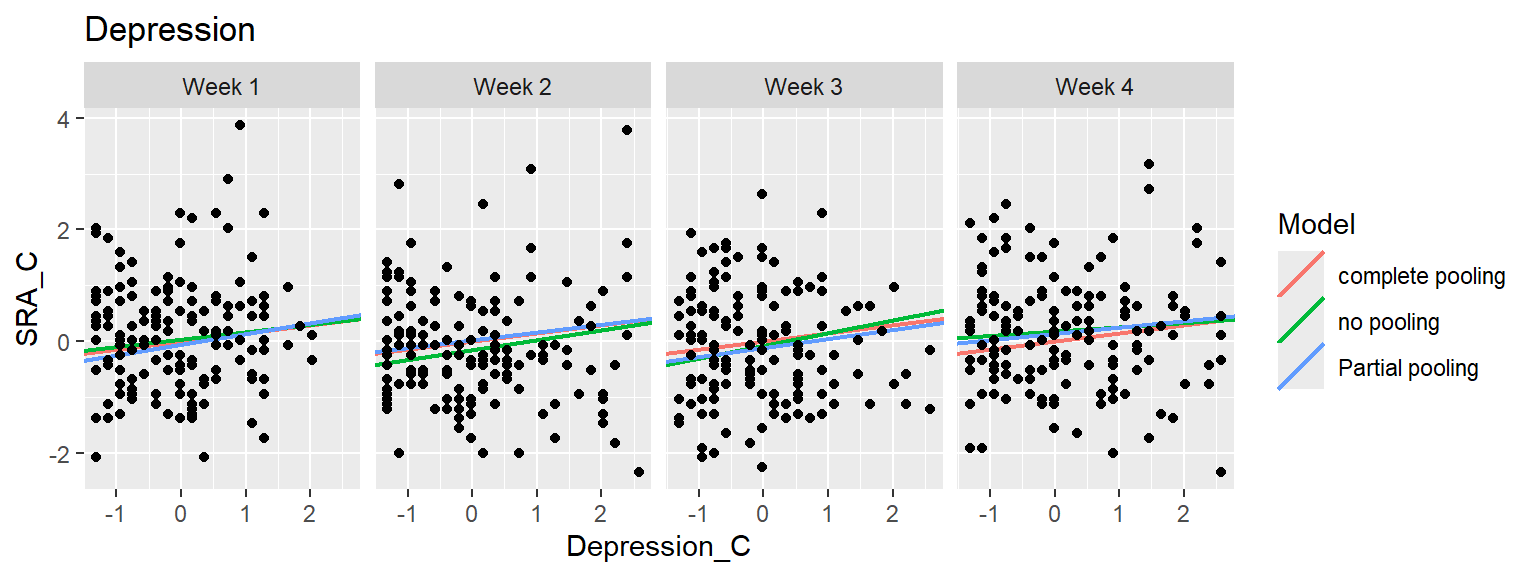 Depression
Week 1 Week 2 Week 3 Week 4
4
2
0
-2
SRA_C
-1 0 1 2 -1 0 1 2 -1 0 1 2 -1 0 1 2
Depression_C
Model
complete pooling
no pooling
Partial pooling